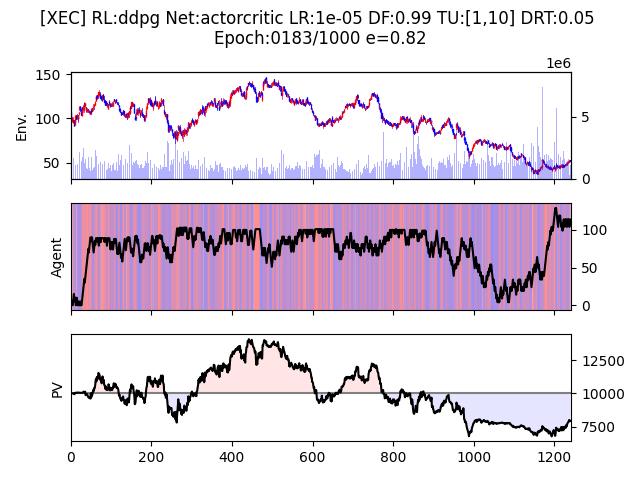 [XEC] RL:ddpg Net:actorcritic LR:1e-05 DF:0.99 TU:[1,10] DRT:0.05
Epoch:0183/1000 e=0.82
1e6
150
100
50
Env.
5
0
Agent
100
50
0
PV
12500
10000
7500
0 200 400 600 800 1000 1200